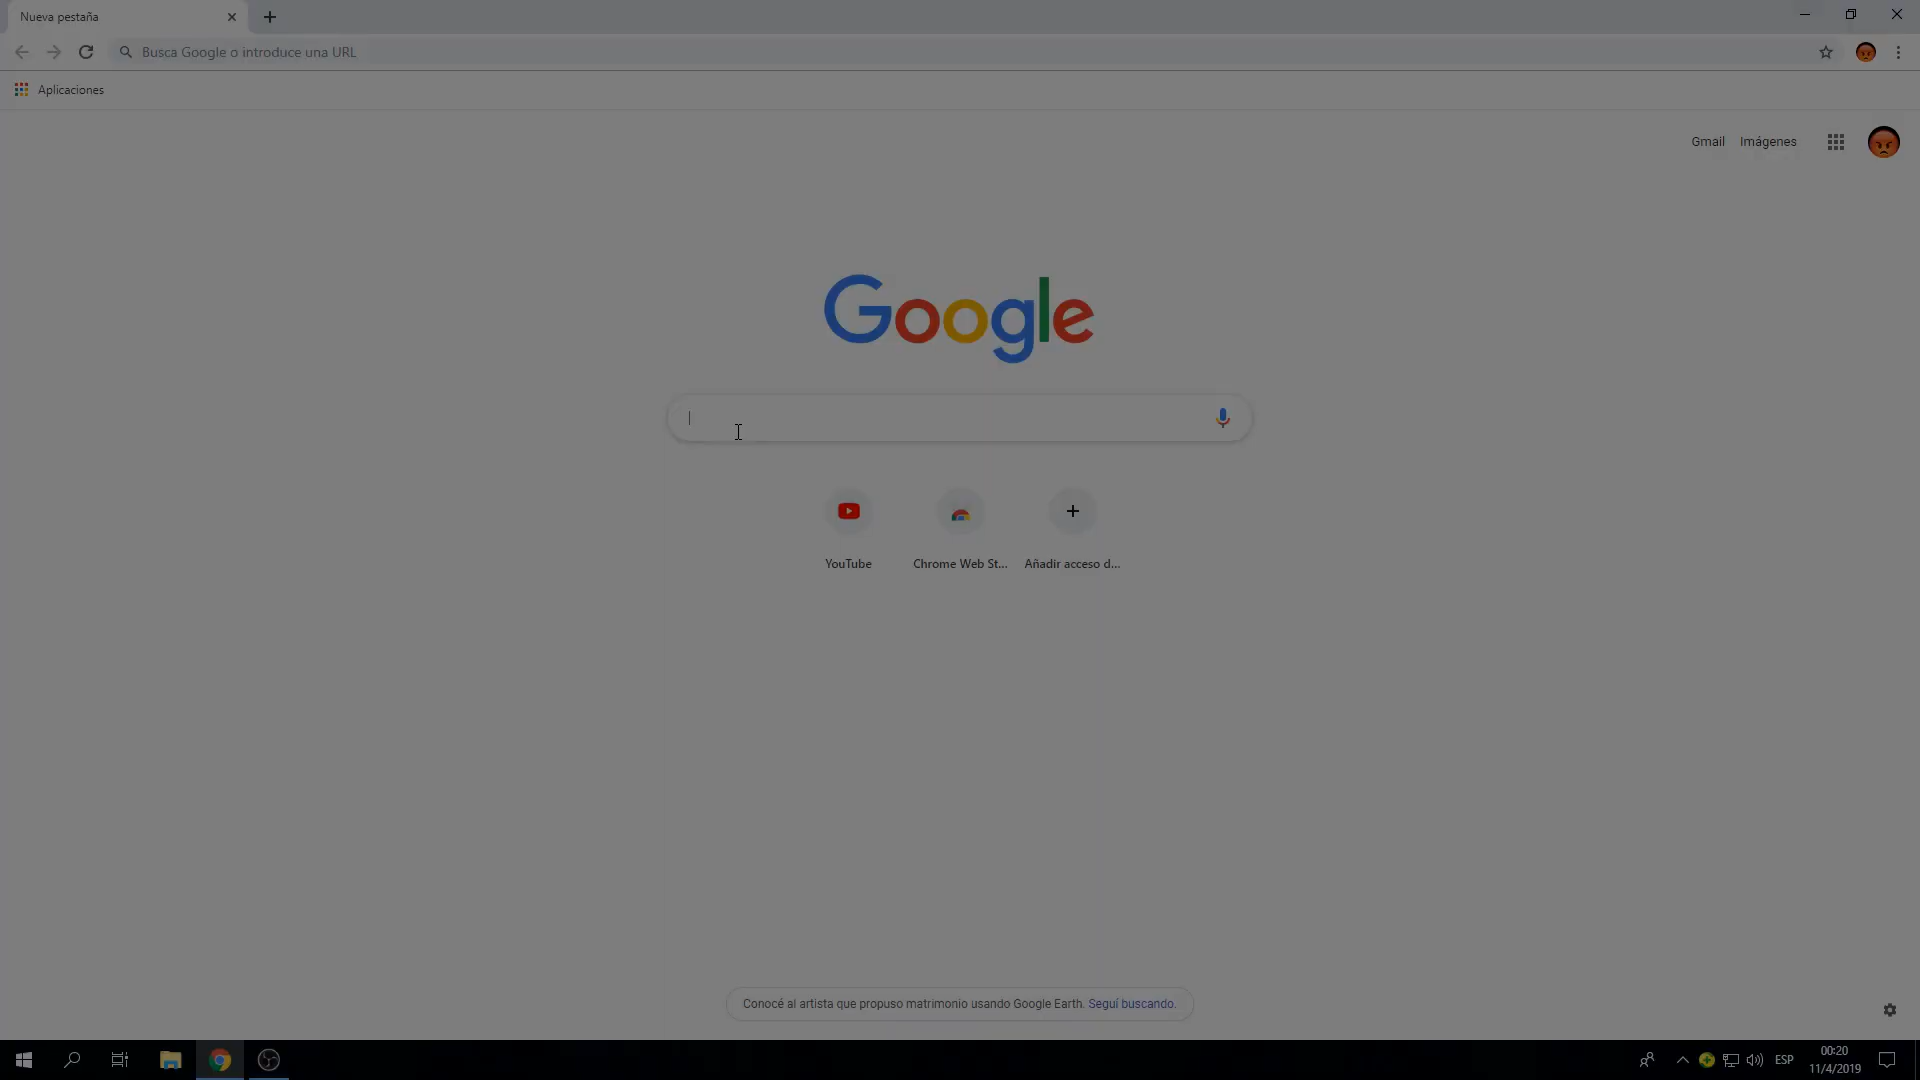 Nueva pestaña
Busca Google o introduce una URL
Aplicaciones
Gmail Imágenes
Google
YouTube Chrome Web St... Añadir acceso d...
Conocé al artista que propuso matrimonio usando Google Earth. Seguí buscando.
ESP
00:20
11/4/2019